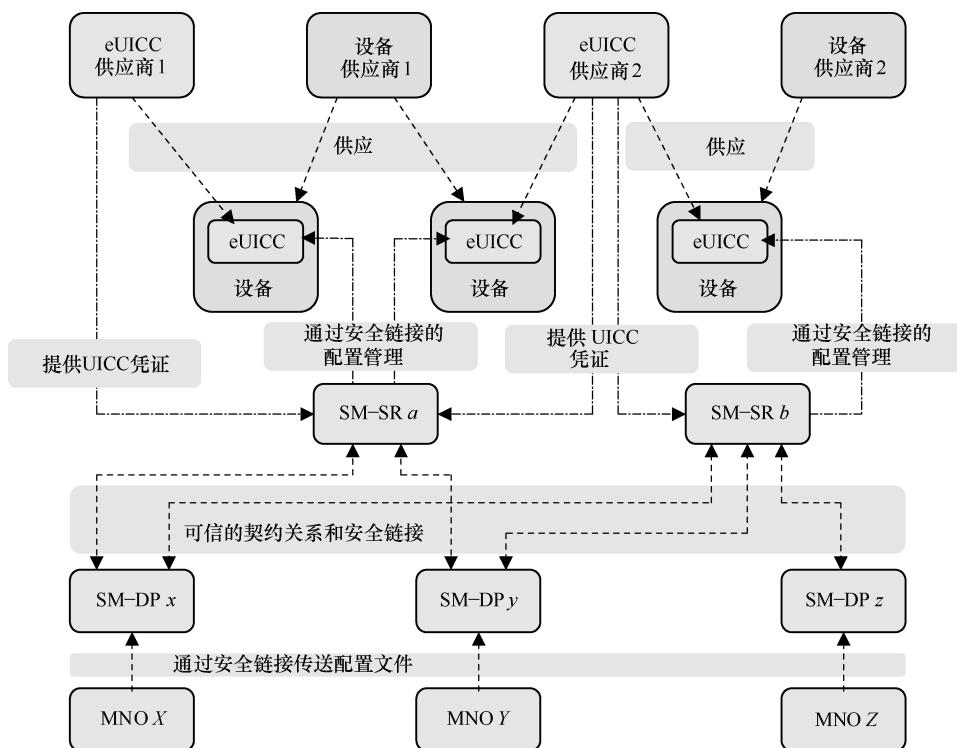 eUICC
供应商1
设备
供应商1
eUICC
供应商2
设备
供应商2
供应
供应
eUICC
设备
eUICC
设备
eUICC
设备
提供UICC凭证
通过安全链接的
配置管理
提供 UICC
凭证
通过安全链接的
配置管理
SM-SR a
SM-SR b
可信的契约关系和安全链接
SM-DP x
SM-DP y
SM-DP z
通过安全链接传送配置文件
MNO X
MNO Y
MNO Z